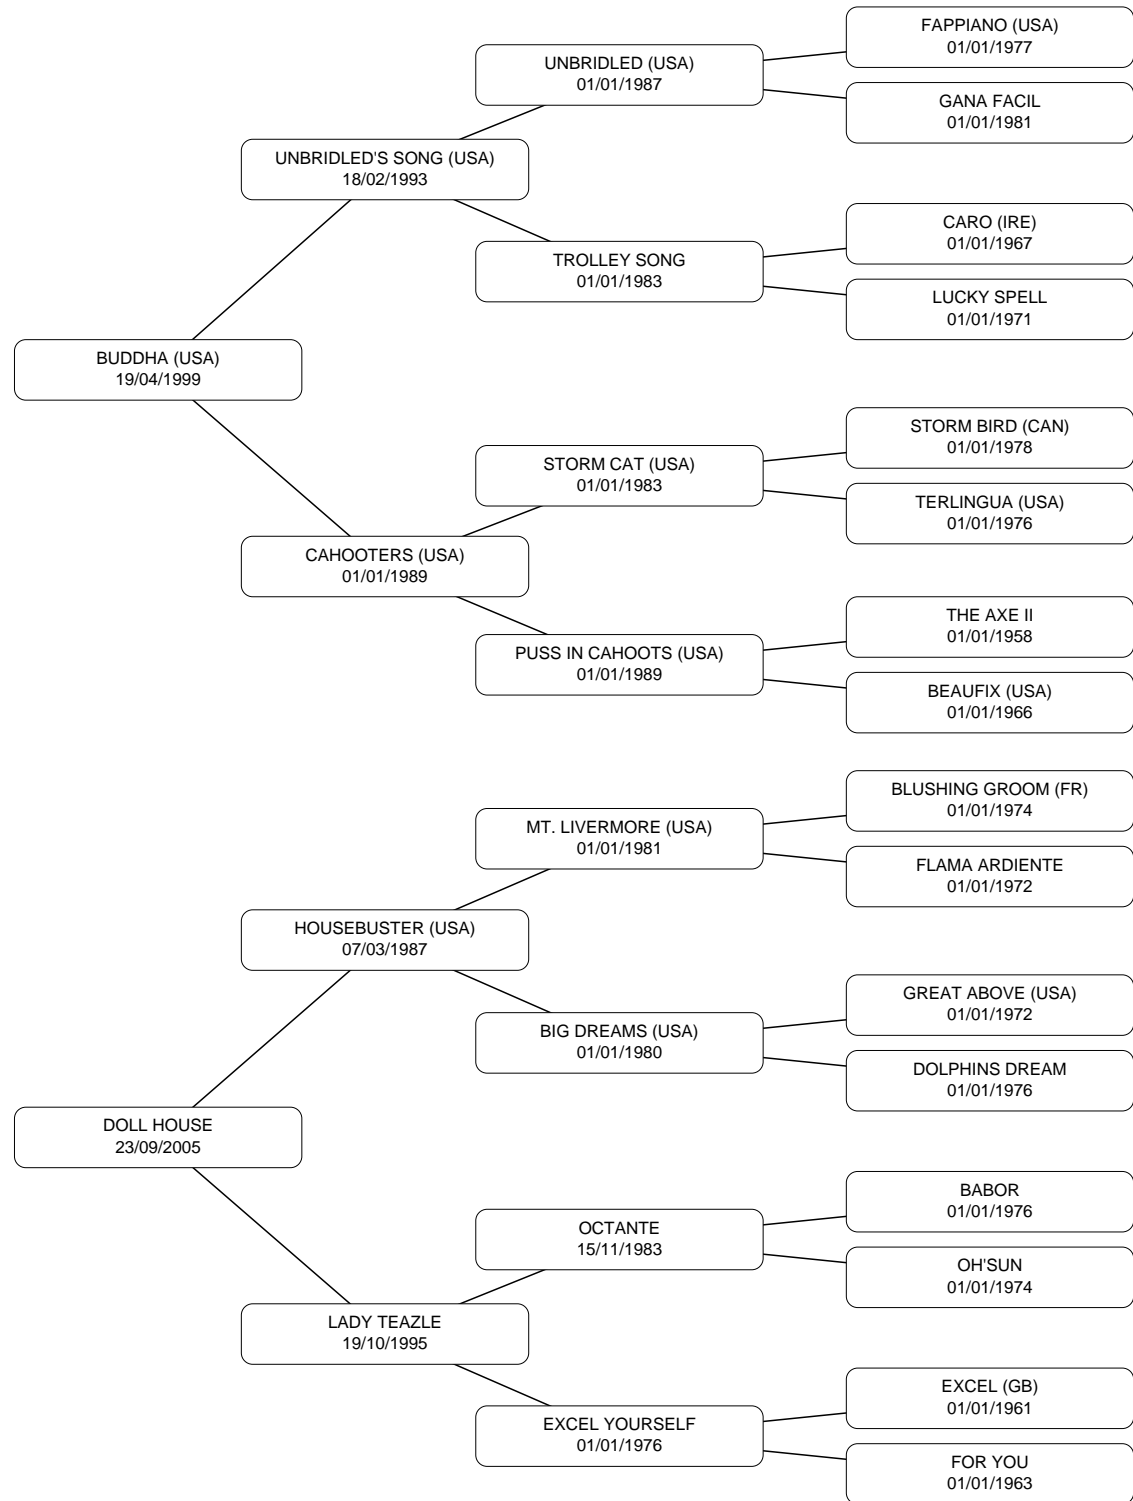 FAPPIANO (USA)
01/01/1977
UNBRIDLED (USA)
01/01/1987
GANA FACIL
01/01/1981
UNBRIDLED'S SONG (USA)
18/02/1993
CARO (IRE)
01/01/1967
TROLLEY SONG
01/01/1983
LUCKY SPELL
01/01/1971
BUDDHA (USA)
19/04/1999
STORM BIRD (CAN)
01/01/1978
STORM CAT (USA)
01/01/1983
TERLINGUA (USA)
01/01/1976
CAHOOTERS (USA)
01/01/1989
THE AXE II
01/01/1958
PUSS IN CAHOOTS (USA)
01/01/1989
BEAUFIX (USA)
01/01/1966
BLUSHING GROOM (FR)
01/01/1974
MT. LIVERMORE (USA)
01/01/1981
FLAMA ARDIENTE
01/01/1972
HOUSEBUSTER (USA)
07/03/1987
GREAT ABOVE (USA)
01/01/1972
BIG DREAMS (USA)
01/01/1980
DOLPHINS DREAM
01/01/1976
DOLL HOUSE
23/09/2005
BABOR
01/01/1976
OCTANTE
15/11/1983
OH'SUN
01/01/1974
LADY TEAZLE
19/10/1995
EXCEL (GB)
01/01/1961
EXCEL YOURSELF
01/01/1976
FOR YOU
01/01/1963